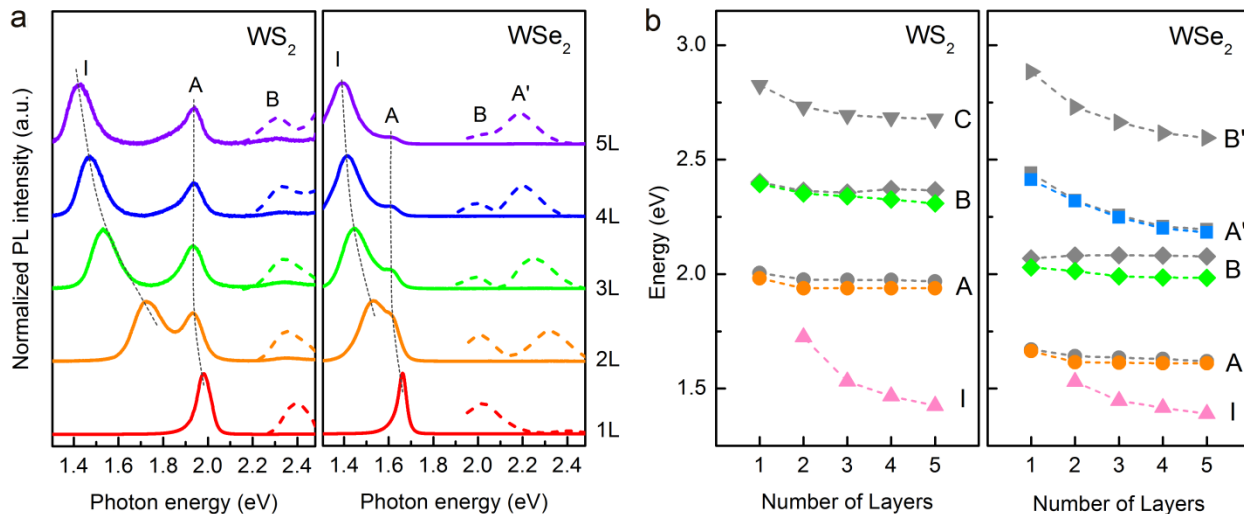 a
WS2
WSe2
b
WS2
WSe2
I
A
B
I
A
B
A'
5L
4L
3L
2L
1L
Normalized PL intensity (a.u.)
1.4 1.6 1.8 2.0 2.2 2.4
1.4 1.6 1.8 2.0 2.2 2.4
Photon energy (eV)
Photon energy (eV)
Energy (eV)
3.0
2.5
2.0
1.5
C
B
A
I
B'
A'
B
A
I
1 2 3 4 5
1 2 3 4 5
Number of Layers
Number of Layers